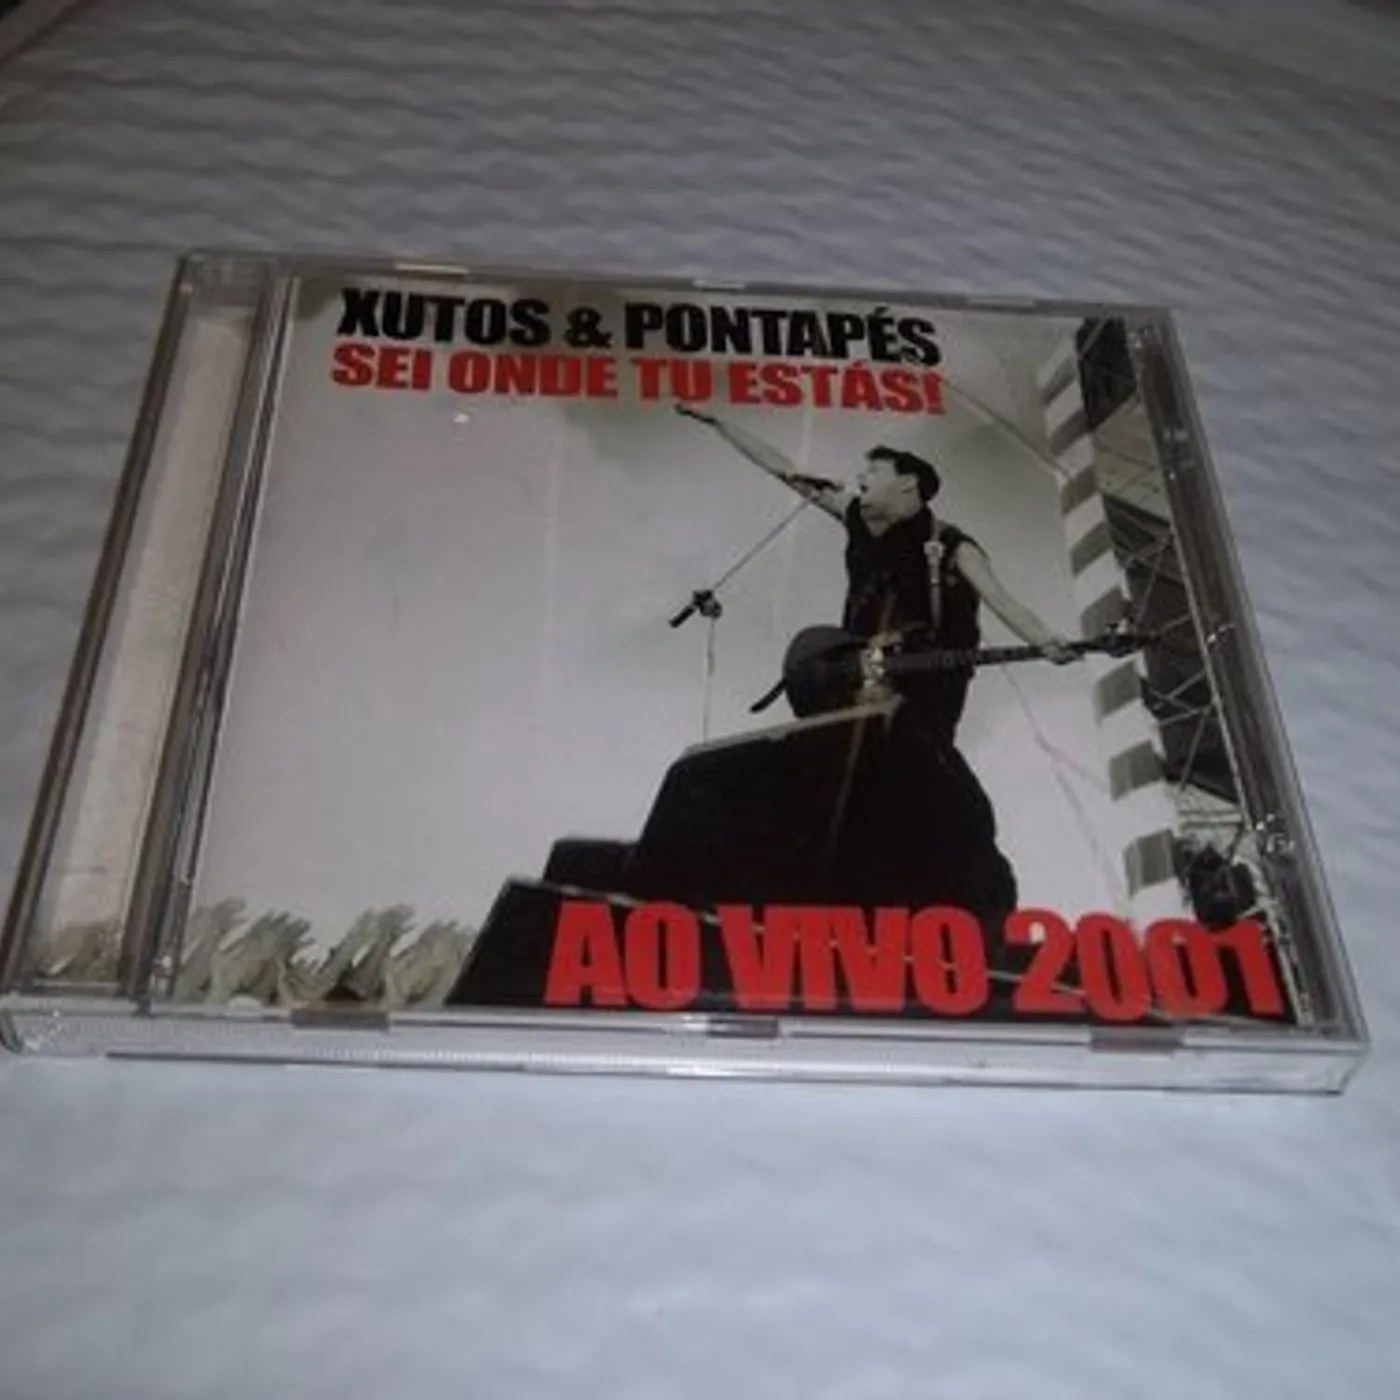 XUTOS & PONTAPÉS
SEI ONDE TU ESTÁS!
AO VIVO 2001